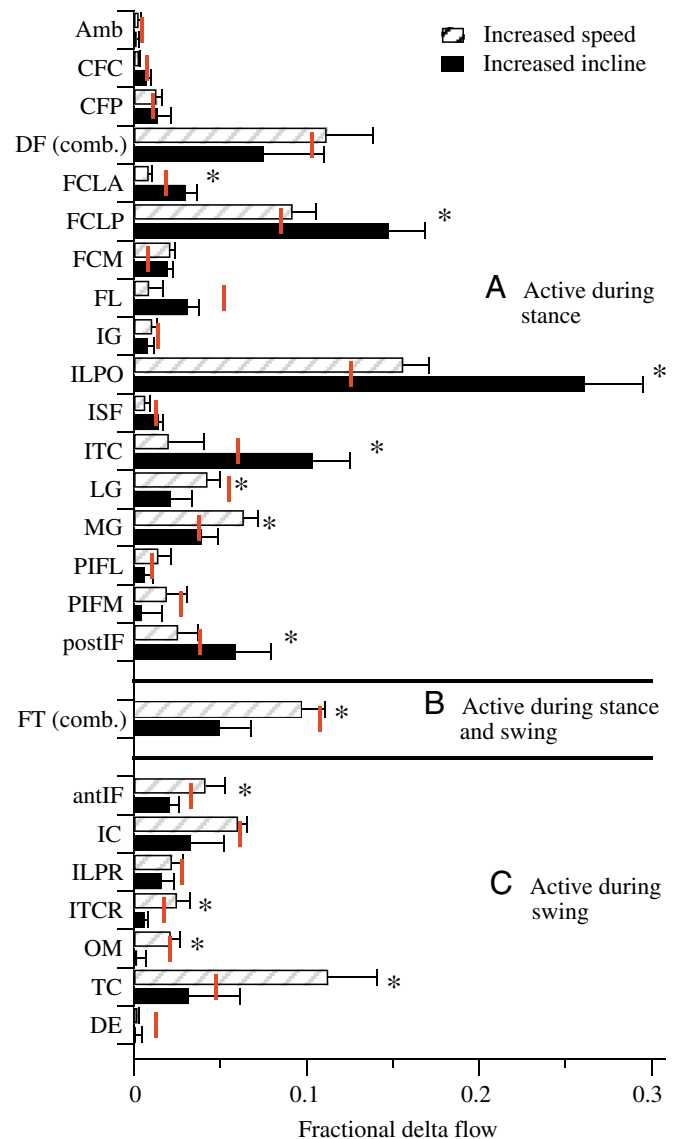 Amb
CFC
CFP
DF (comb.)
FCLA
FCLP
FCM
FL
IG
ILPO
ISF
ITC
LG
MG
PIFL
PIFM
postIF
FT (comb.)
antIF
IC
ILPR
ITCR
OM
TC
DE
Increased speed
Increased incline
*
*
A Active during
stance
*
*
*
*
*
B Active during stance
and swing
*
*
C Active during
swing
*
*
*
0 0.1 0.2 0.3
Fractional delta flow